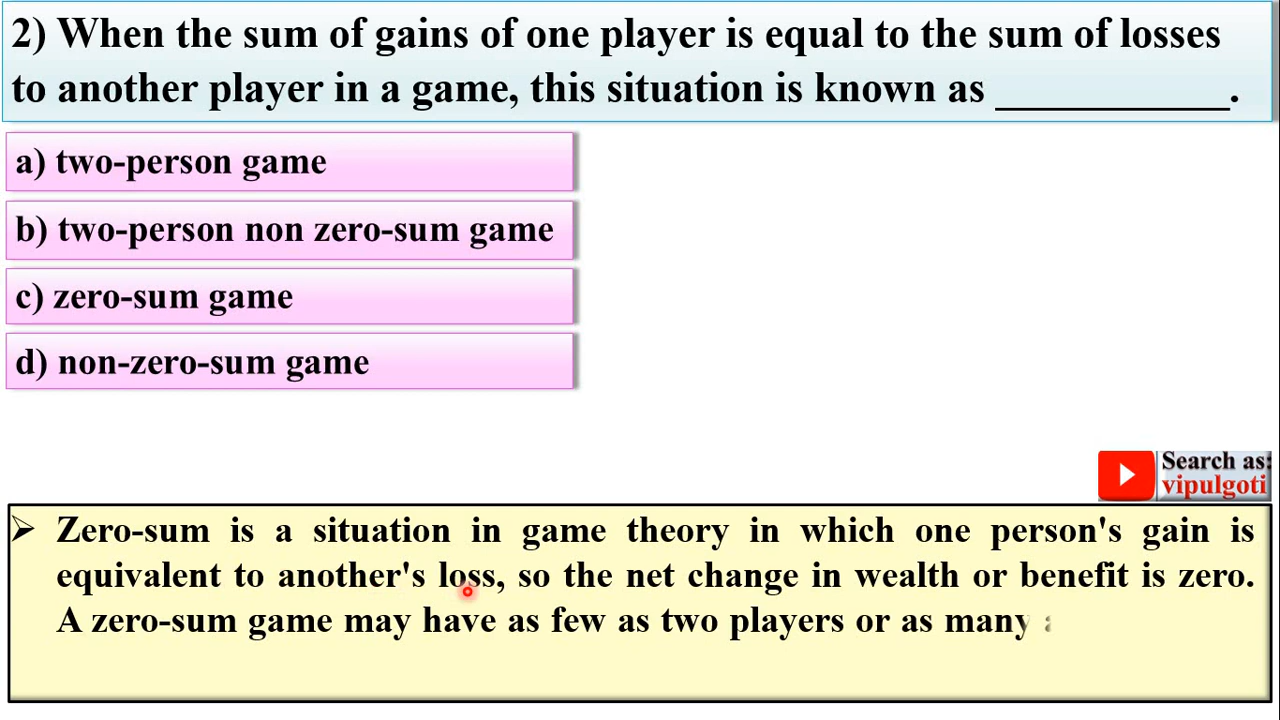 2) When the sum of gains of one player is equal to the sum of losses
to another player in a game, this situation is known as ___________.
a) two-person game
b) two-person non zero-sum game
c) zero-sum game
d) non-zero-sum game
Search as:
vipulgoti
➢ Zero-sum is a situation in game theory in which one person's gain is
equivalent to another's loss, so the net change in wealth or benefit is zero.
A zero-sum game may have as few as two players or as many